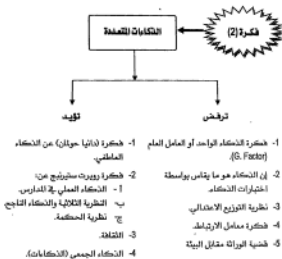 فكرة (2)
الذكاءات المتعددة
ترفض
1- فكرة الذكاء الواحد أو العامل العام
(G. Factor).
2- إن الذكاء هو ما يقاس بواسطة
اختبارات الذكاء.
3- نظرية التوزيع الاعتدالي.
4- فكرة معامل الارتباط.
5- قضية الوراثة مقابل البيئة
تؤيد
1- فكرة (دانيا جولمان) عن الذكاء
العاطفي.
2- فكرة روبرت ستيرنبج عن:
أ - الذكاء العملي في المدارس.
ب- النظرية الثلاثية والذكاء الناجح.
ج- نظرية الحكمة.
3- الثقافة.
4- الذكاء الجمعي (الذكاءات).